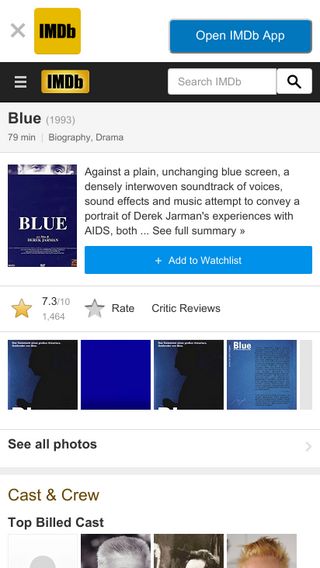 IMDb
Open IMDb App
IMDb
Search IMDb
Blue (1993)
79 min | Biography, Drama
BLUE
DEREK JARMAN
Against a plain, unchanging blue screen, a
densely interwoven soundtrack of voices,
sound effects and music attempt to convey a
portrait of Derek Jarman's experiences with
AIDS, both ... See full summary »
+ Add to Watchlist
7.3/10
1,464
Rate
Critic Reviews
Blue
See all photos
Cast & Crew
Top Billed Cast